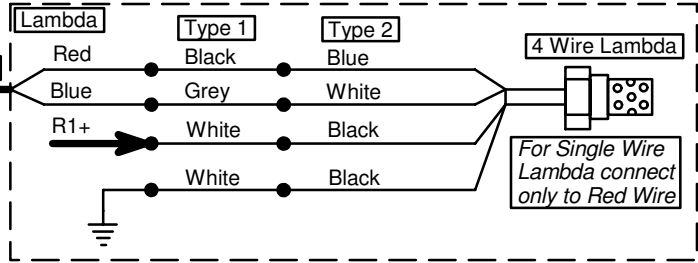 Lambda
Type 1
Type 2
4 Wire Lambda
Red
Black
Blue
Blue
Grey
White
R1+
White
Black
White
Black
For Single Wire
Lambda connect
only to Red Wire